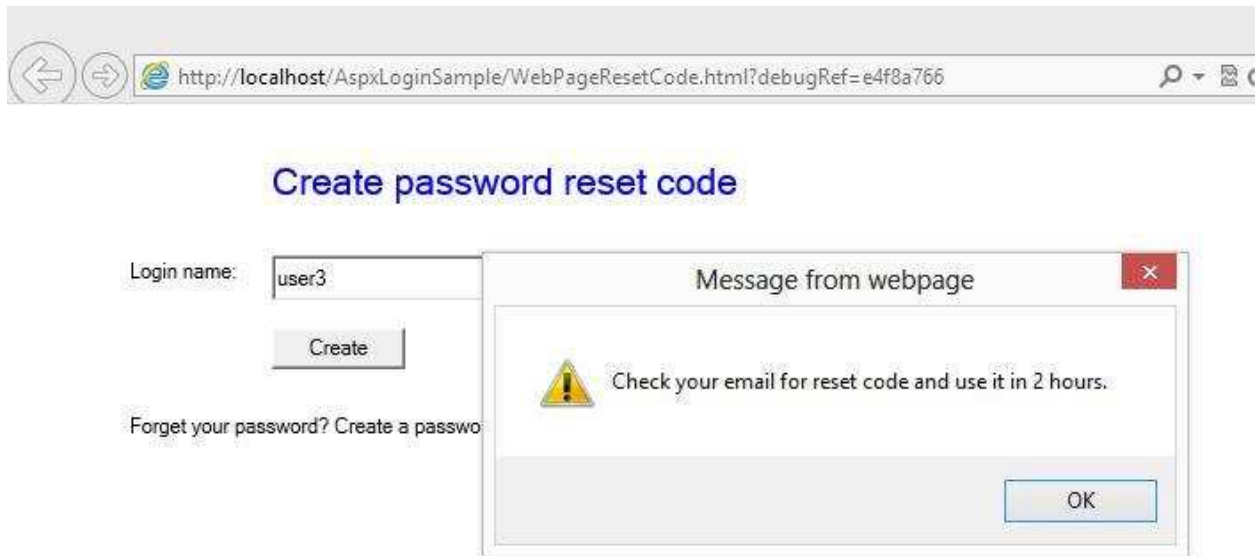 http://localhost/AspxLoginSample/WebPageResetCode.html?debugRef=e4f8a766
Create password reset code
Login name:
user3
Message from webpage
Create
Check your email for reset code and use it in 2 hours.
Forget your password? Create a passwo
OK